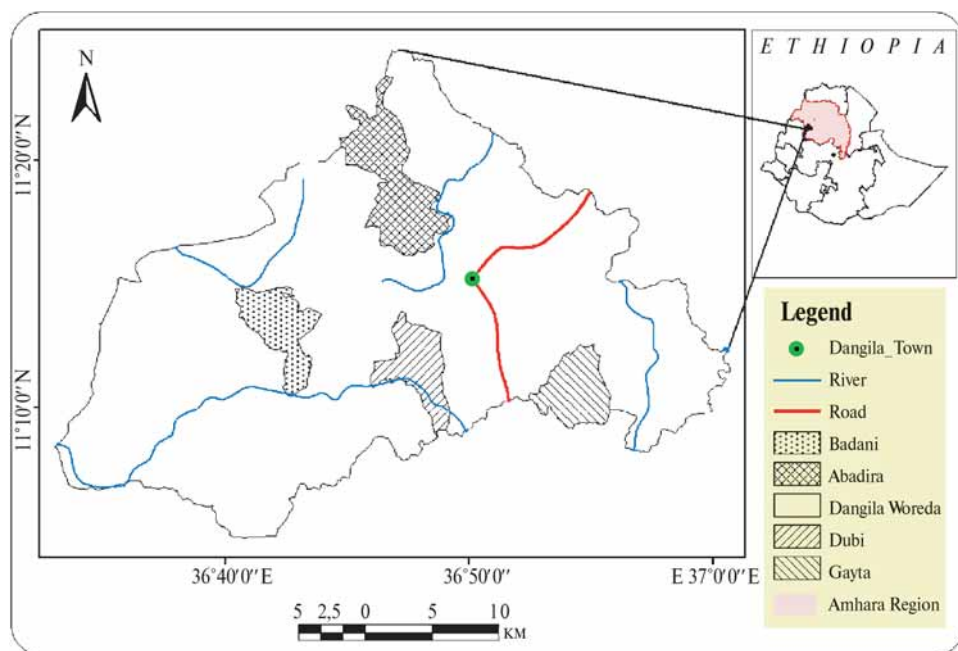 N
E T H I O P I A
11°20'0"N
11°10'0"N
36°40'0"E
36°50'0"
E 37°0'0"
5 2,5 0 5 10
KM
Legend
Dangila_Town
River
Road
Badani
Abadira
Dangila Woreda
Dubi
Gayta
Amhara Region